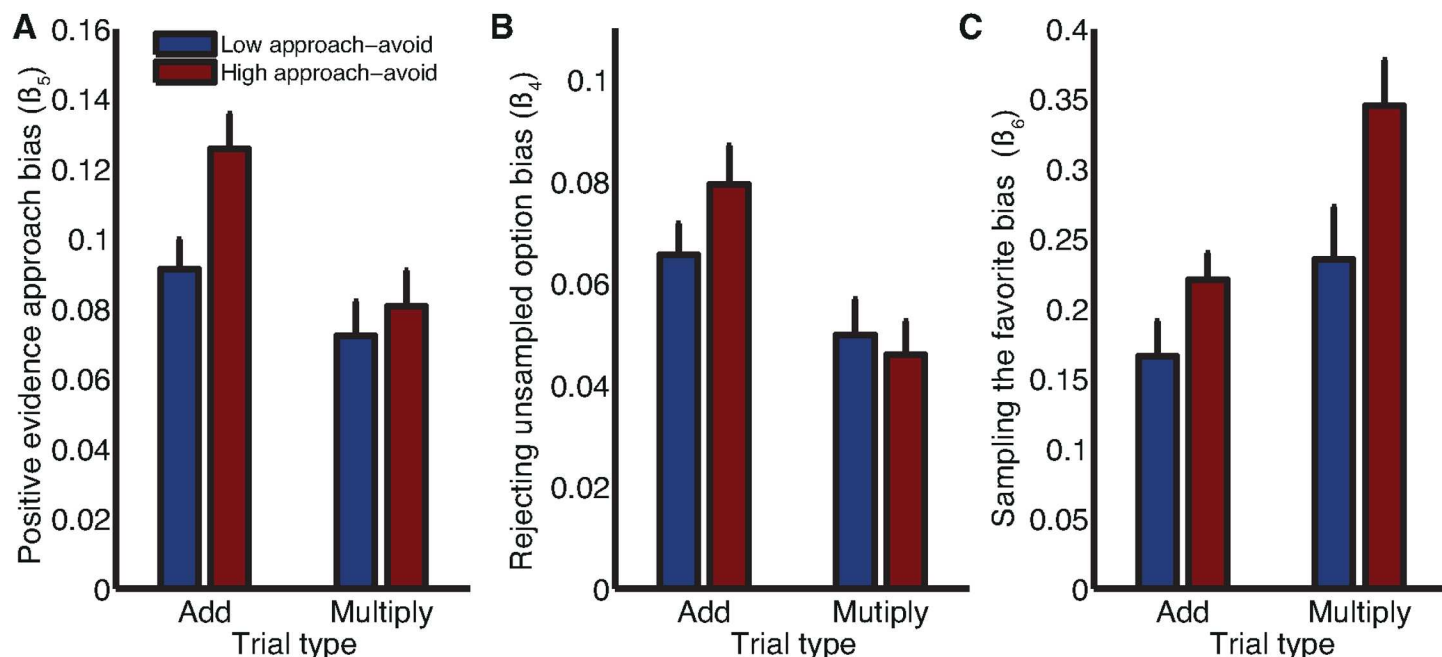 A
Positive evidence approach bias (ß5)
0.16
0.14
0.12
0.1
0.08
0.06
0.04
0.02
0
Low approach–avoid
High approach–avoid
Add
Multiply
Trial type
B
Rejecting unsampled option bias (ß4)
0.1
0.08
0.06
0.04
0.02
0
Add
Mutiply
Trial type
C
Sampling the favorite bias (ß6)
0.4
0.35
0.3
0.25
0.2
0.15
0.1
0.05
0
Add
Multiply
Trial type